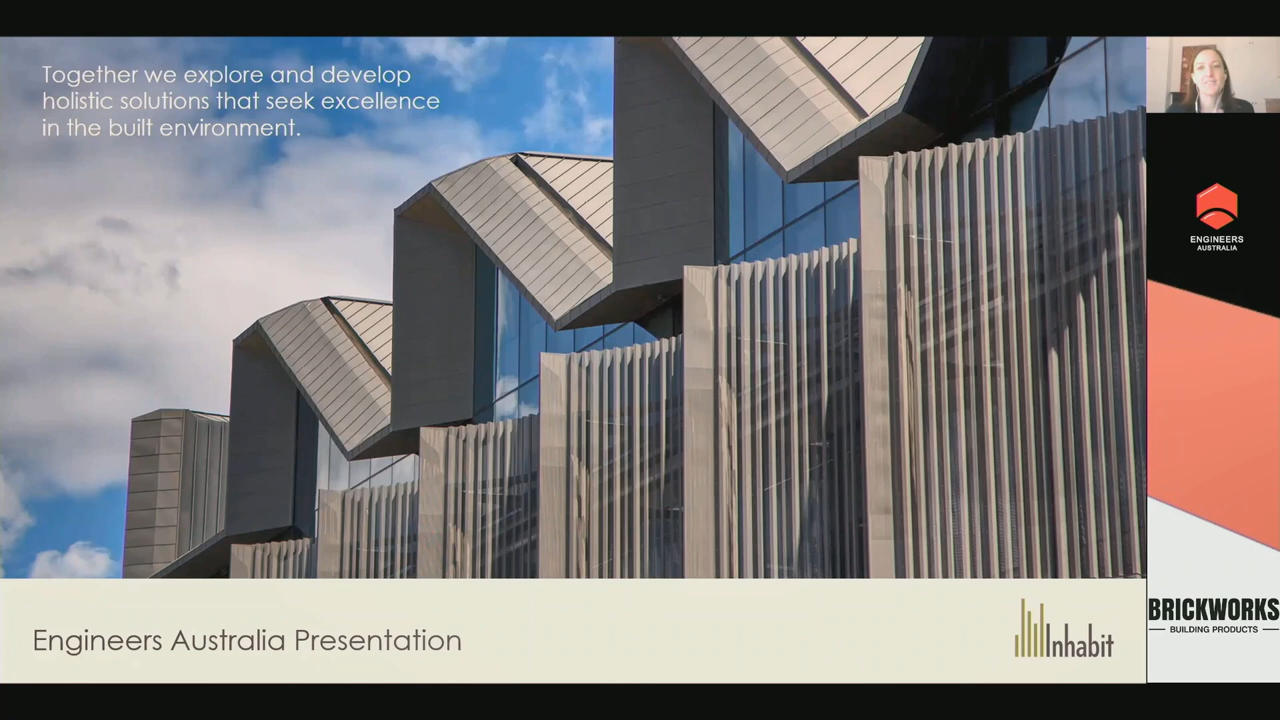 Together we explore and develop
holistic solutions that seek excellence
in the built environment.
ENGINEERS
AUSTRALIA
BRICKWORKS
BUILDING PRODUCTS
Engineers Australia Presentation
Inhabit